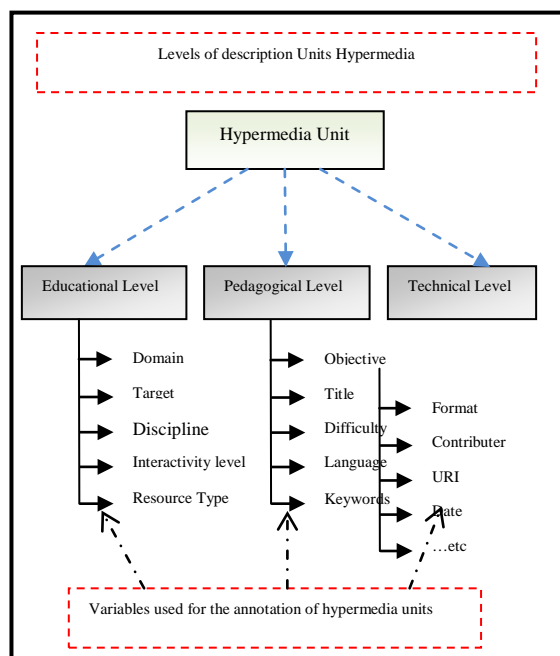 Levels of description Units Hypermedia
Hypermedia Unit
Educational Level
Pedagogical Level
Technical Level
Domain
Target
Discipline
Interactivity level
Resource Type
Objective
Title
Difficulty
Language
Keywords
Format
Contributer
URI
Date
…etc
Variables used for the annotation of hypermedia units